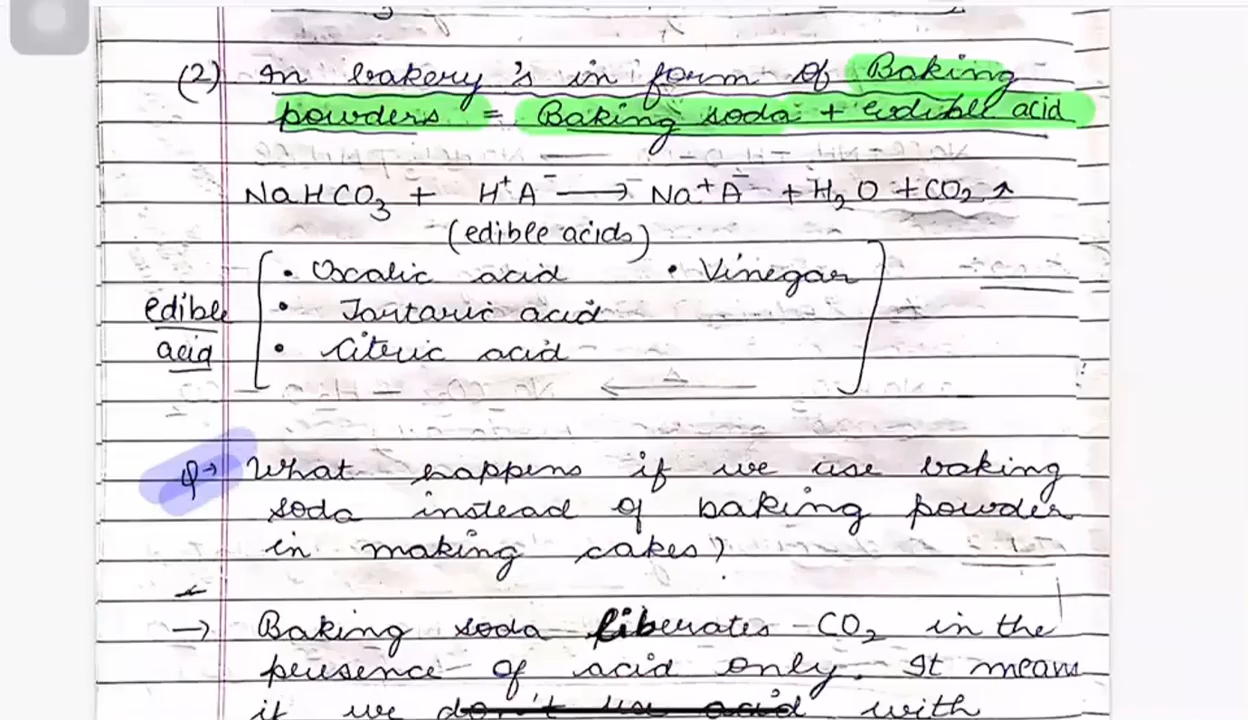 (2) In bakery's in form of Baking
powders = Baking soda + Edible acid
NaHCO₃ + H⁺A⁻ → Na⁺A⁻ + H₂O + CO₂ ↑
(edible acids)
• Oxcalic acid • Vinegar
edible • Tartaric acid
acid • Citric acid
Q→ What happens if we use baking
soda instead of baking powder
in making cakes?
→ Baking soda liberates CO₂ in the
presence of acid only. It means
if we don't use acid with